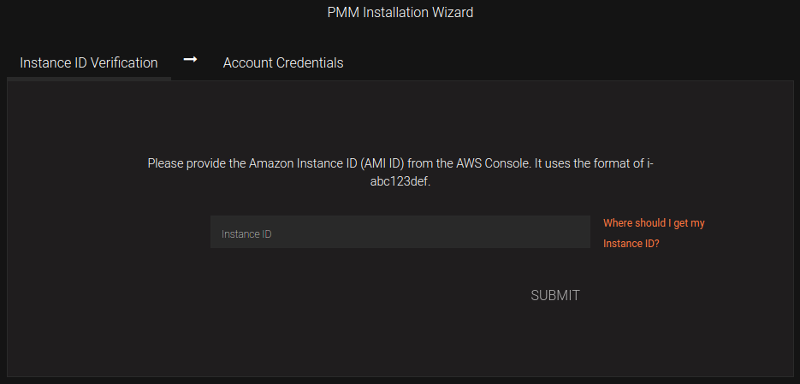 PMM Installation Wizard
Instance ID Verification → Account Credentials
Please provide the Amazon Instance ID (AMI ID) from the AWS Console. It uses the format of i-
abc123def.
Instance ID
Where should I get my
Instance ID?
SUBMIT